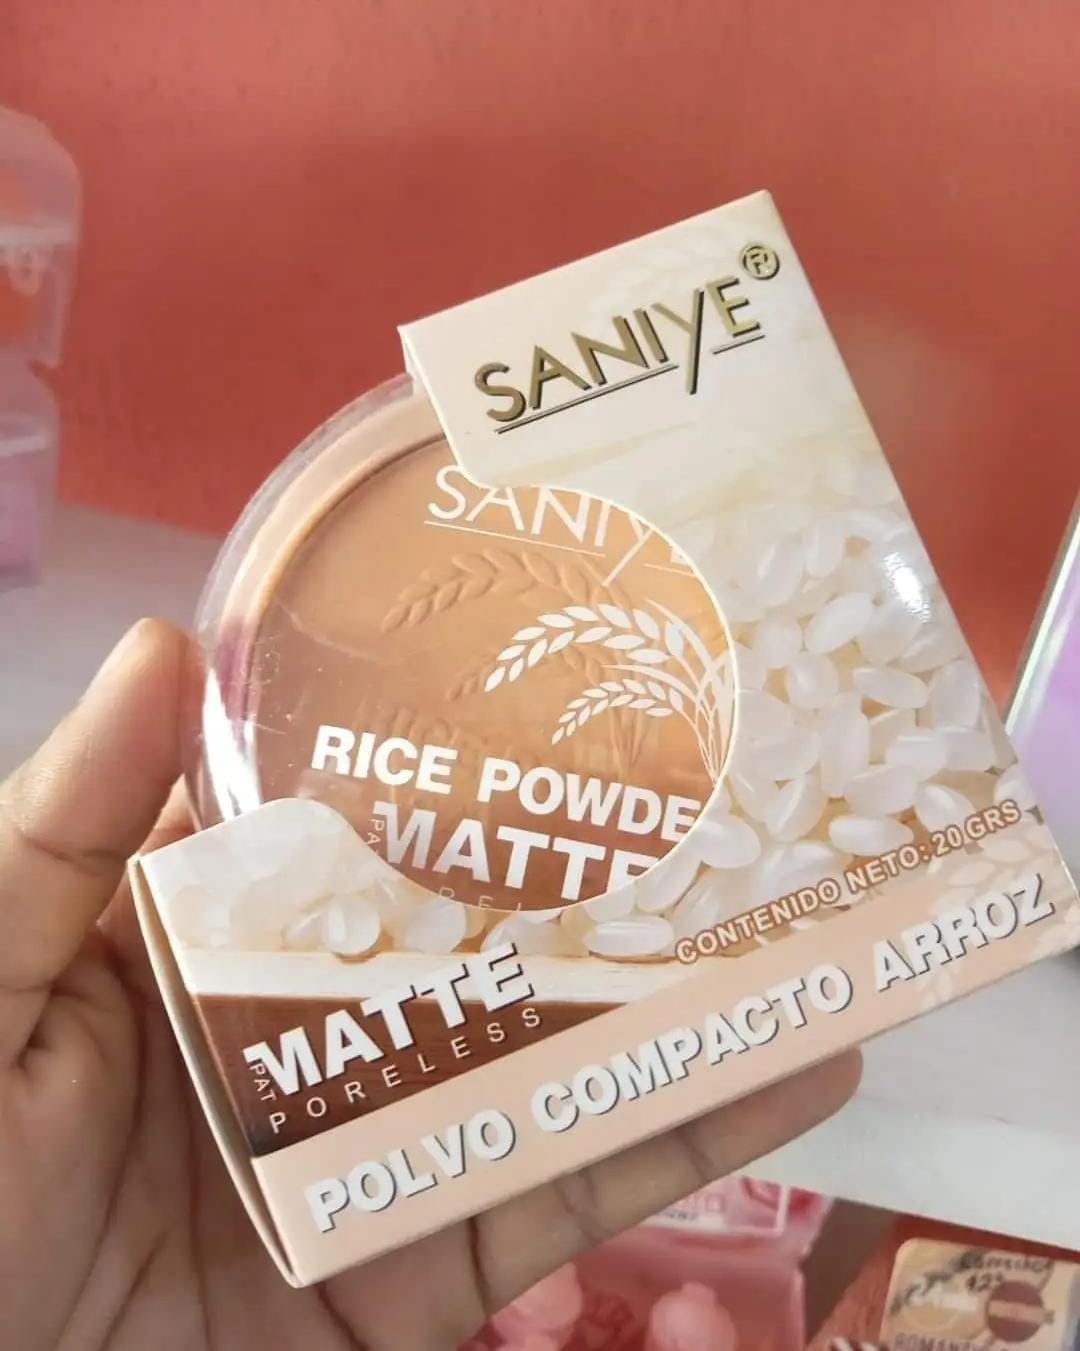 SANIYE®
SANIYE
RICE POWDE
MATTE
CONTENIDO NETO: 20 GRS
MATTE
PAT
PORELESS
POLVO COMPACTO ARROZ